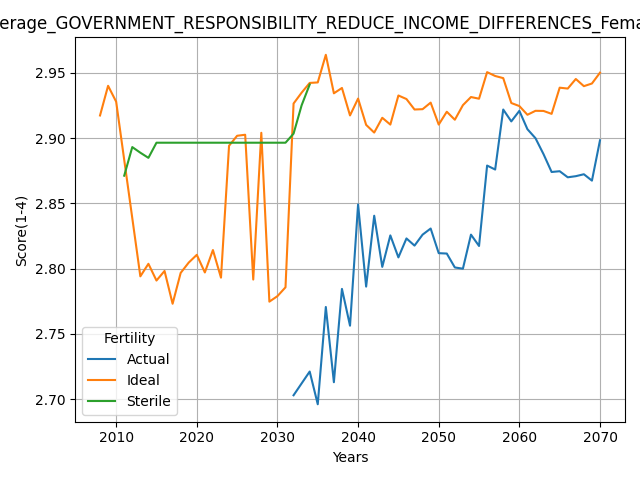 erage_GOVERNMENT_RESPONSIBILITY_REDUCE_INCOME_DIFFERENCES_Fema
2.95
2.90
2.85
2.80
2.75
2.70
Score(1-4)
Fertility
Actual
Ideal
Sterile
2010 2020 2030 2040 2050 2060 2070
Years